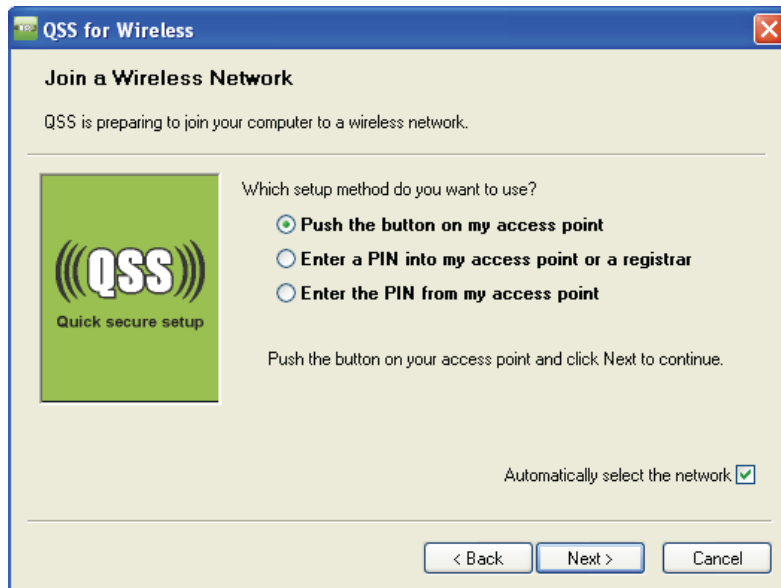 QSS for Wireless
Join a Wireless Network
QSS is preparing to join your computer to a wireless network.
Which setup method do you want to use?
Push the button on my access point
Enter a PIN into my access point or a registrar
Enter the PIN from my access point
(((QSS)))
Quick secure setup
Push the button on your access point and click Next to continue.
Automatically select the network
< Back
Next >
Cancel